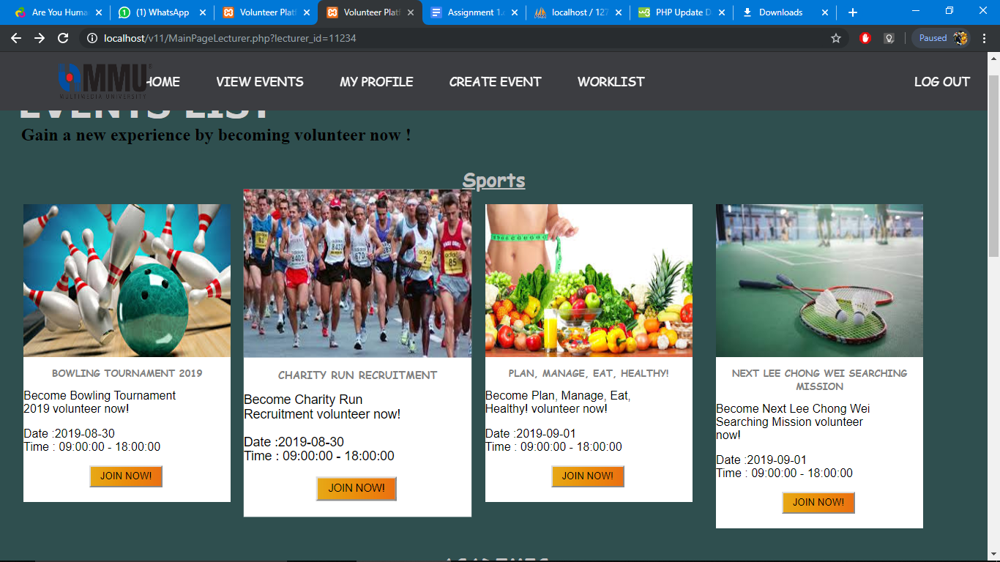 Are You Huma
(1) WhatsApp
Volunteer Platf
Volunteer Platf
Assignment 1.
localhost / 127
PHP Update D
Downloads
localhost/v11/MainPageLecturer.php?lecturer_id=11234
Paused
MMU
MULTIMEDIA UNIVERSITY
HOME
VIEW EVENTS
MY PROFILE
CREATE EVENT
WORKLIST
LOG OUT
EVENTS LIST
Gain a new experience by becoming volunteer now !
Sports
BOWLING TOURNAMENT 2019
Become Bowling Tournament
2019 volunteer now!
Date :2019-08-30
Time : 09:00:00 - 18:00:00
JOIN NOW!
CHARITY RUN RECRUITMENT
Become Charity Run
Recruitment volunteer now!
Date :2019-08-30
Time : 09:00:00 - 18:00:00
JOIN NOW!
PLAN, MANAGE, EAT, HEALTHY!
Become Plan, Manage, Eat,
Healthy! volunteer now!
Date :2019-09-01
Time : 09:00:00 - 18:00:00
JOIN NOW!
NEXT LEE CHONG WEI SEARCHING
MISSION
Become Next Lee Chong Wei
Searching Mission volunteer
now!
Date :2019-09-01
Time : 09:00:00 - 18:00:00
JOIN NOW!